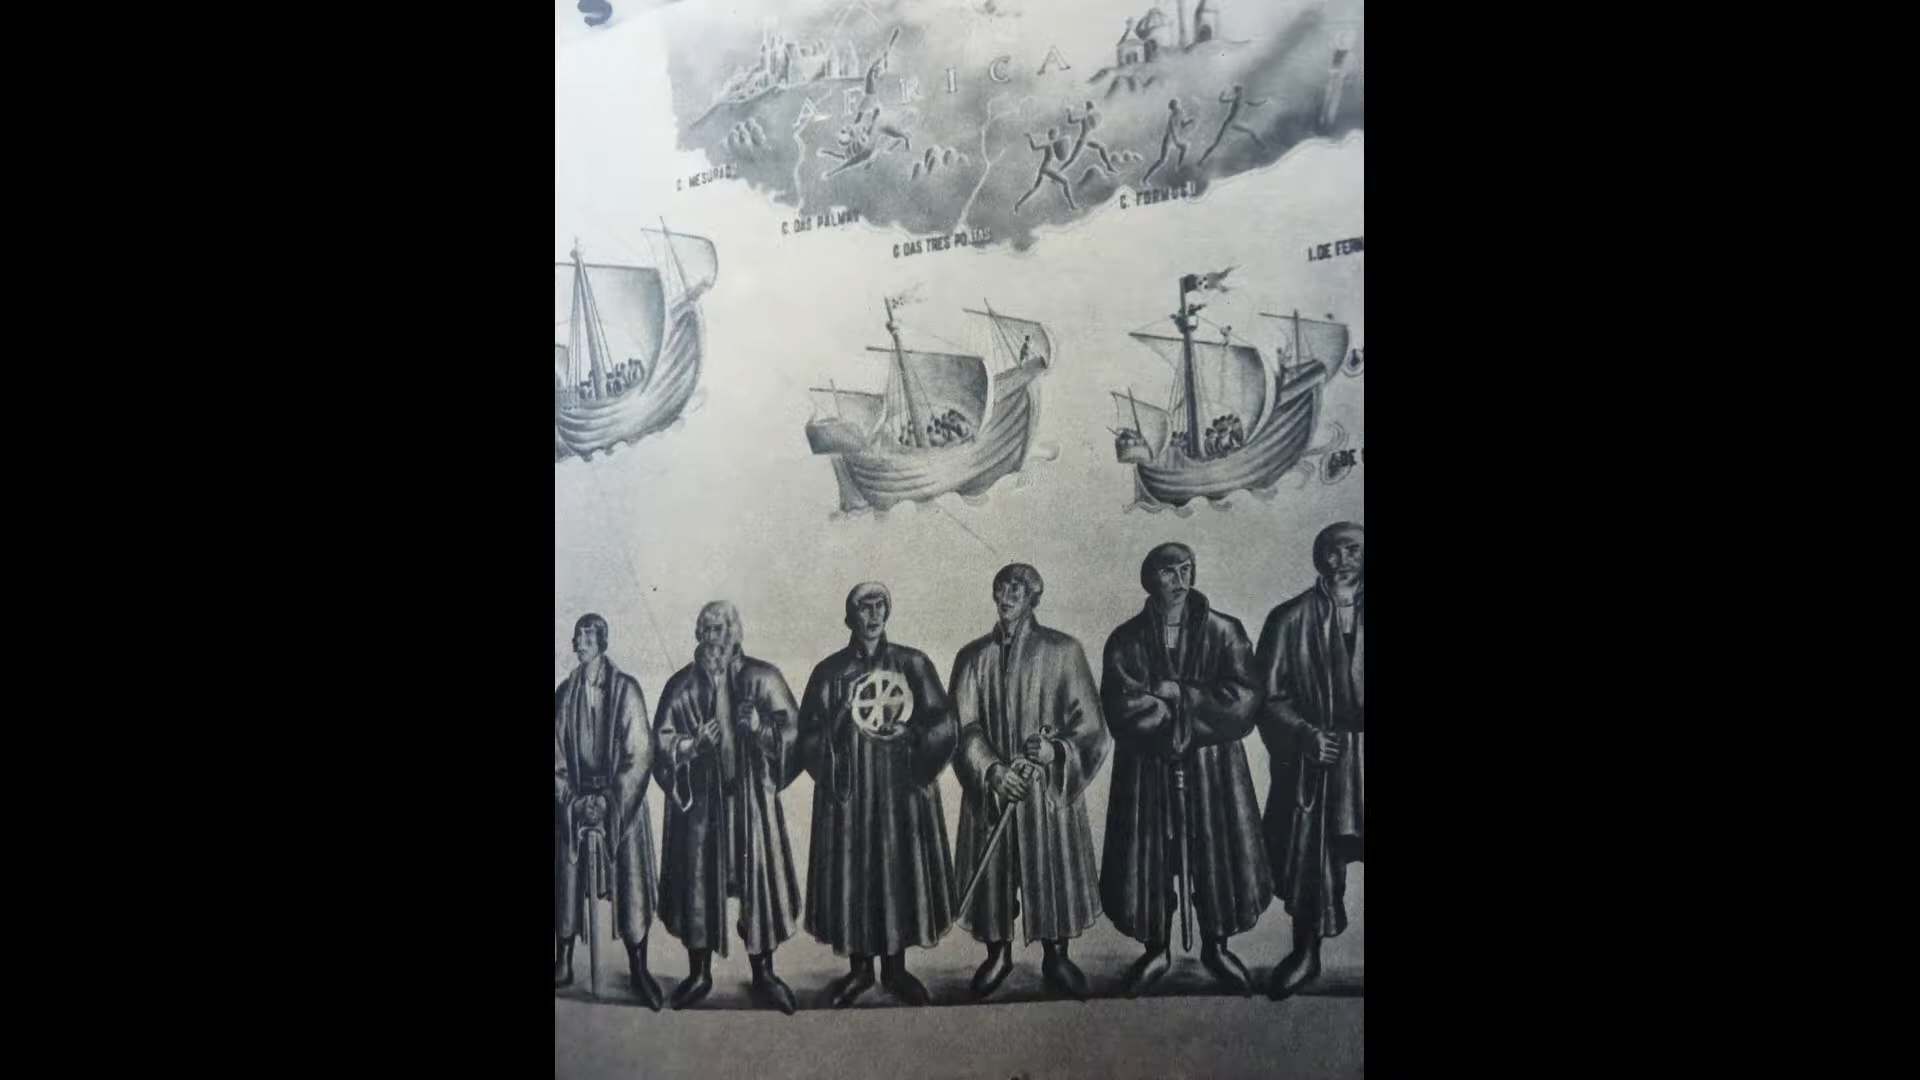 AFRICA
C. MESURADO
C. DAS PALMAS
C. DAS TRES PONTAS
C. FORMOSO
I. DE FERN